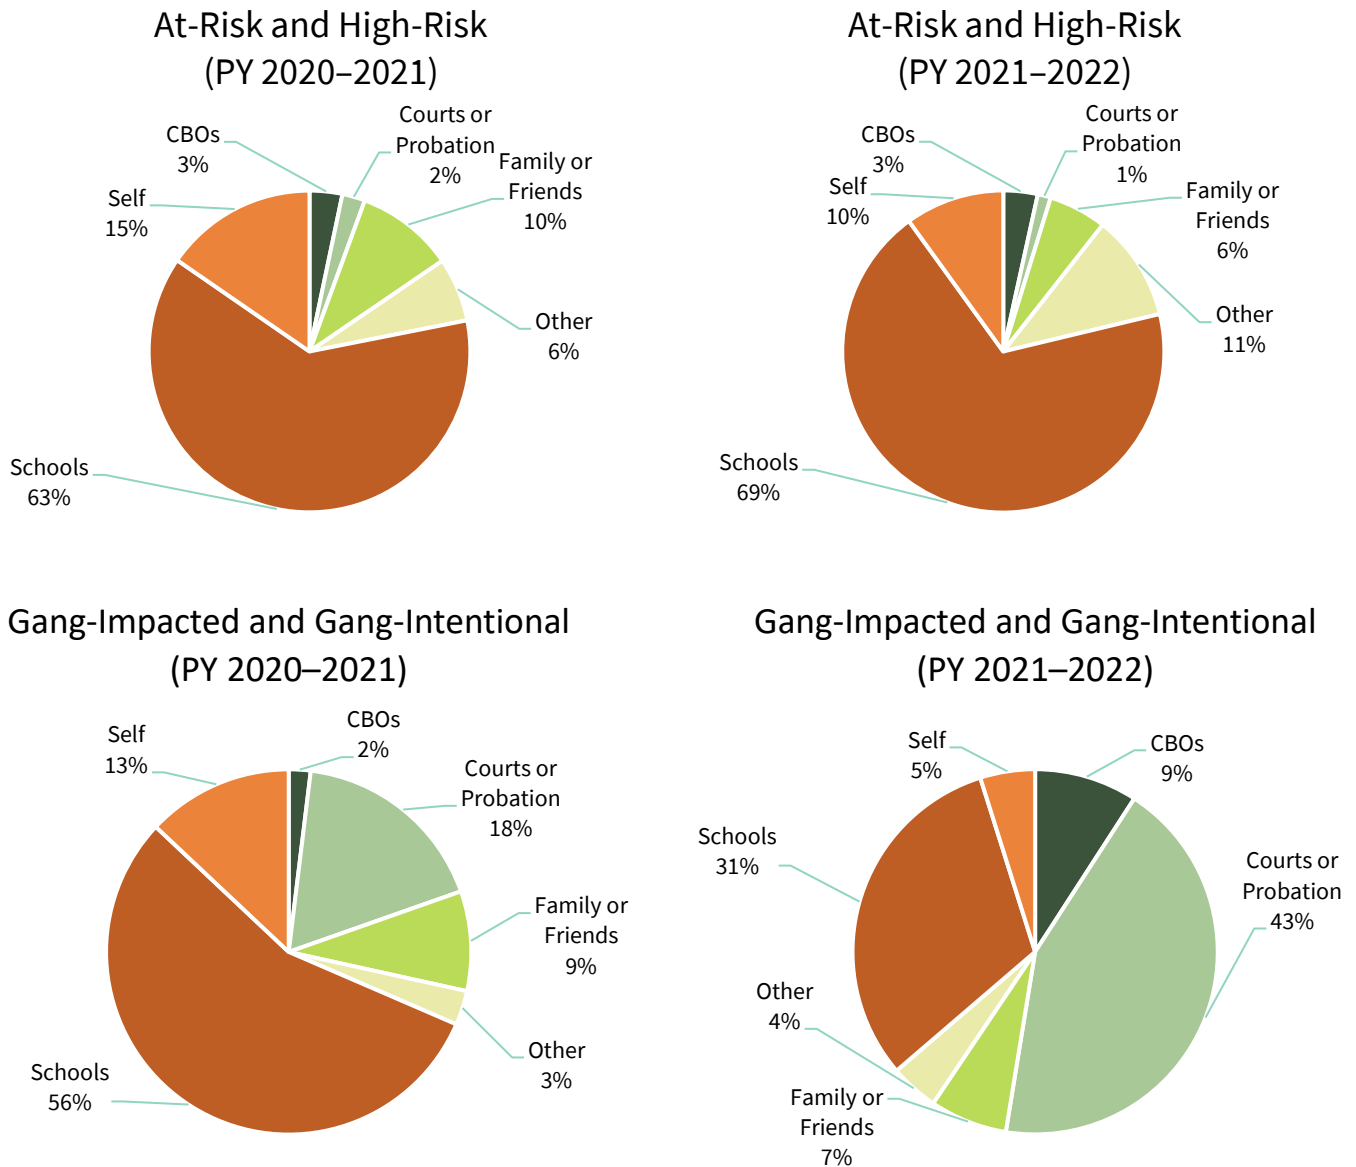 At-Risk and High-Risk
(PY 2020–2021)
CBOs
3%
Courts or
Probation
2%
Family or
Friends
10%
Self
15%
Other
6%
Schools
63%
At-Risk and High-Risk
(PY 2021–2022)
CBOs
3%
Courts or
Probation
1%
Family or
Friends
6%
Self
10%
Other
11%
Schools
69%
Gang-Impacted and Gang-Intentional
(PY 2020–2021)
Self
13%
CBOs
2%
Courts or
Probation
18%
Family or
Friends
9%
Other
3%
Schools
56%
Gang-Impacted and Gang-Intentional
(PY 2021–2022)
Self
5%
CBOs
9%
Schools
31%
Courts or
Probation
43%
Other
4%
Family or
Friends
7%